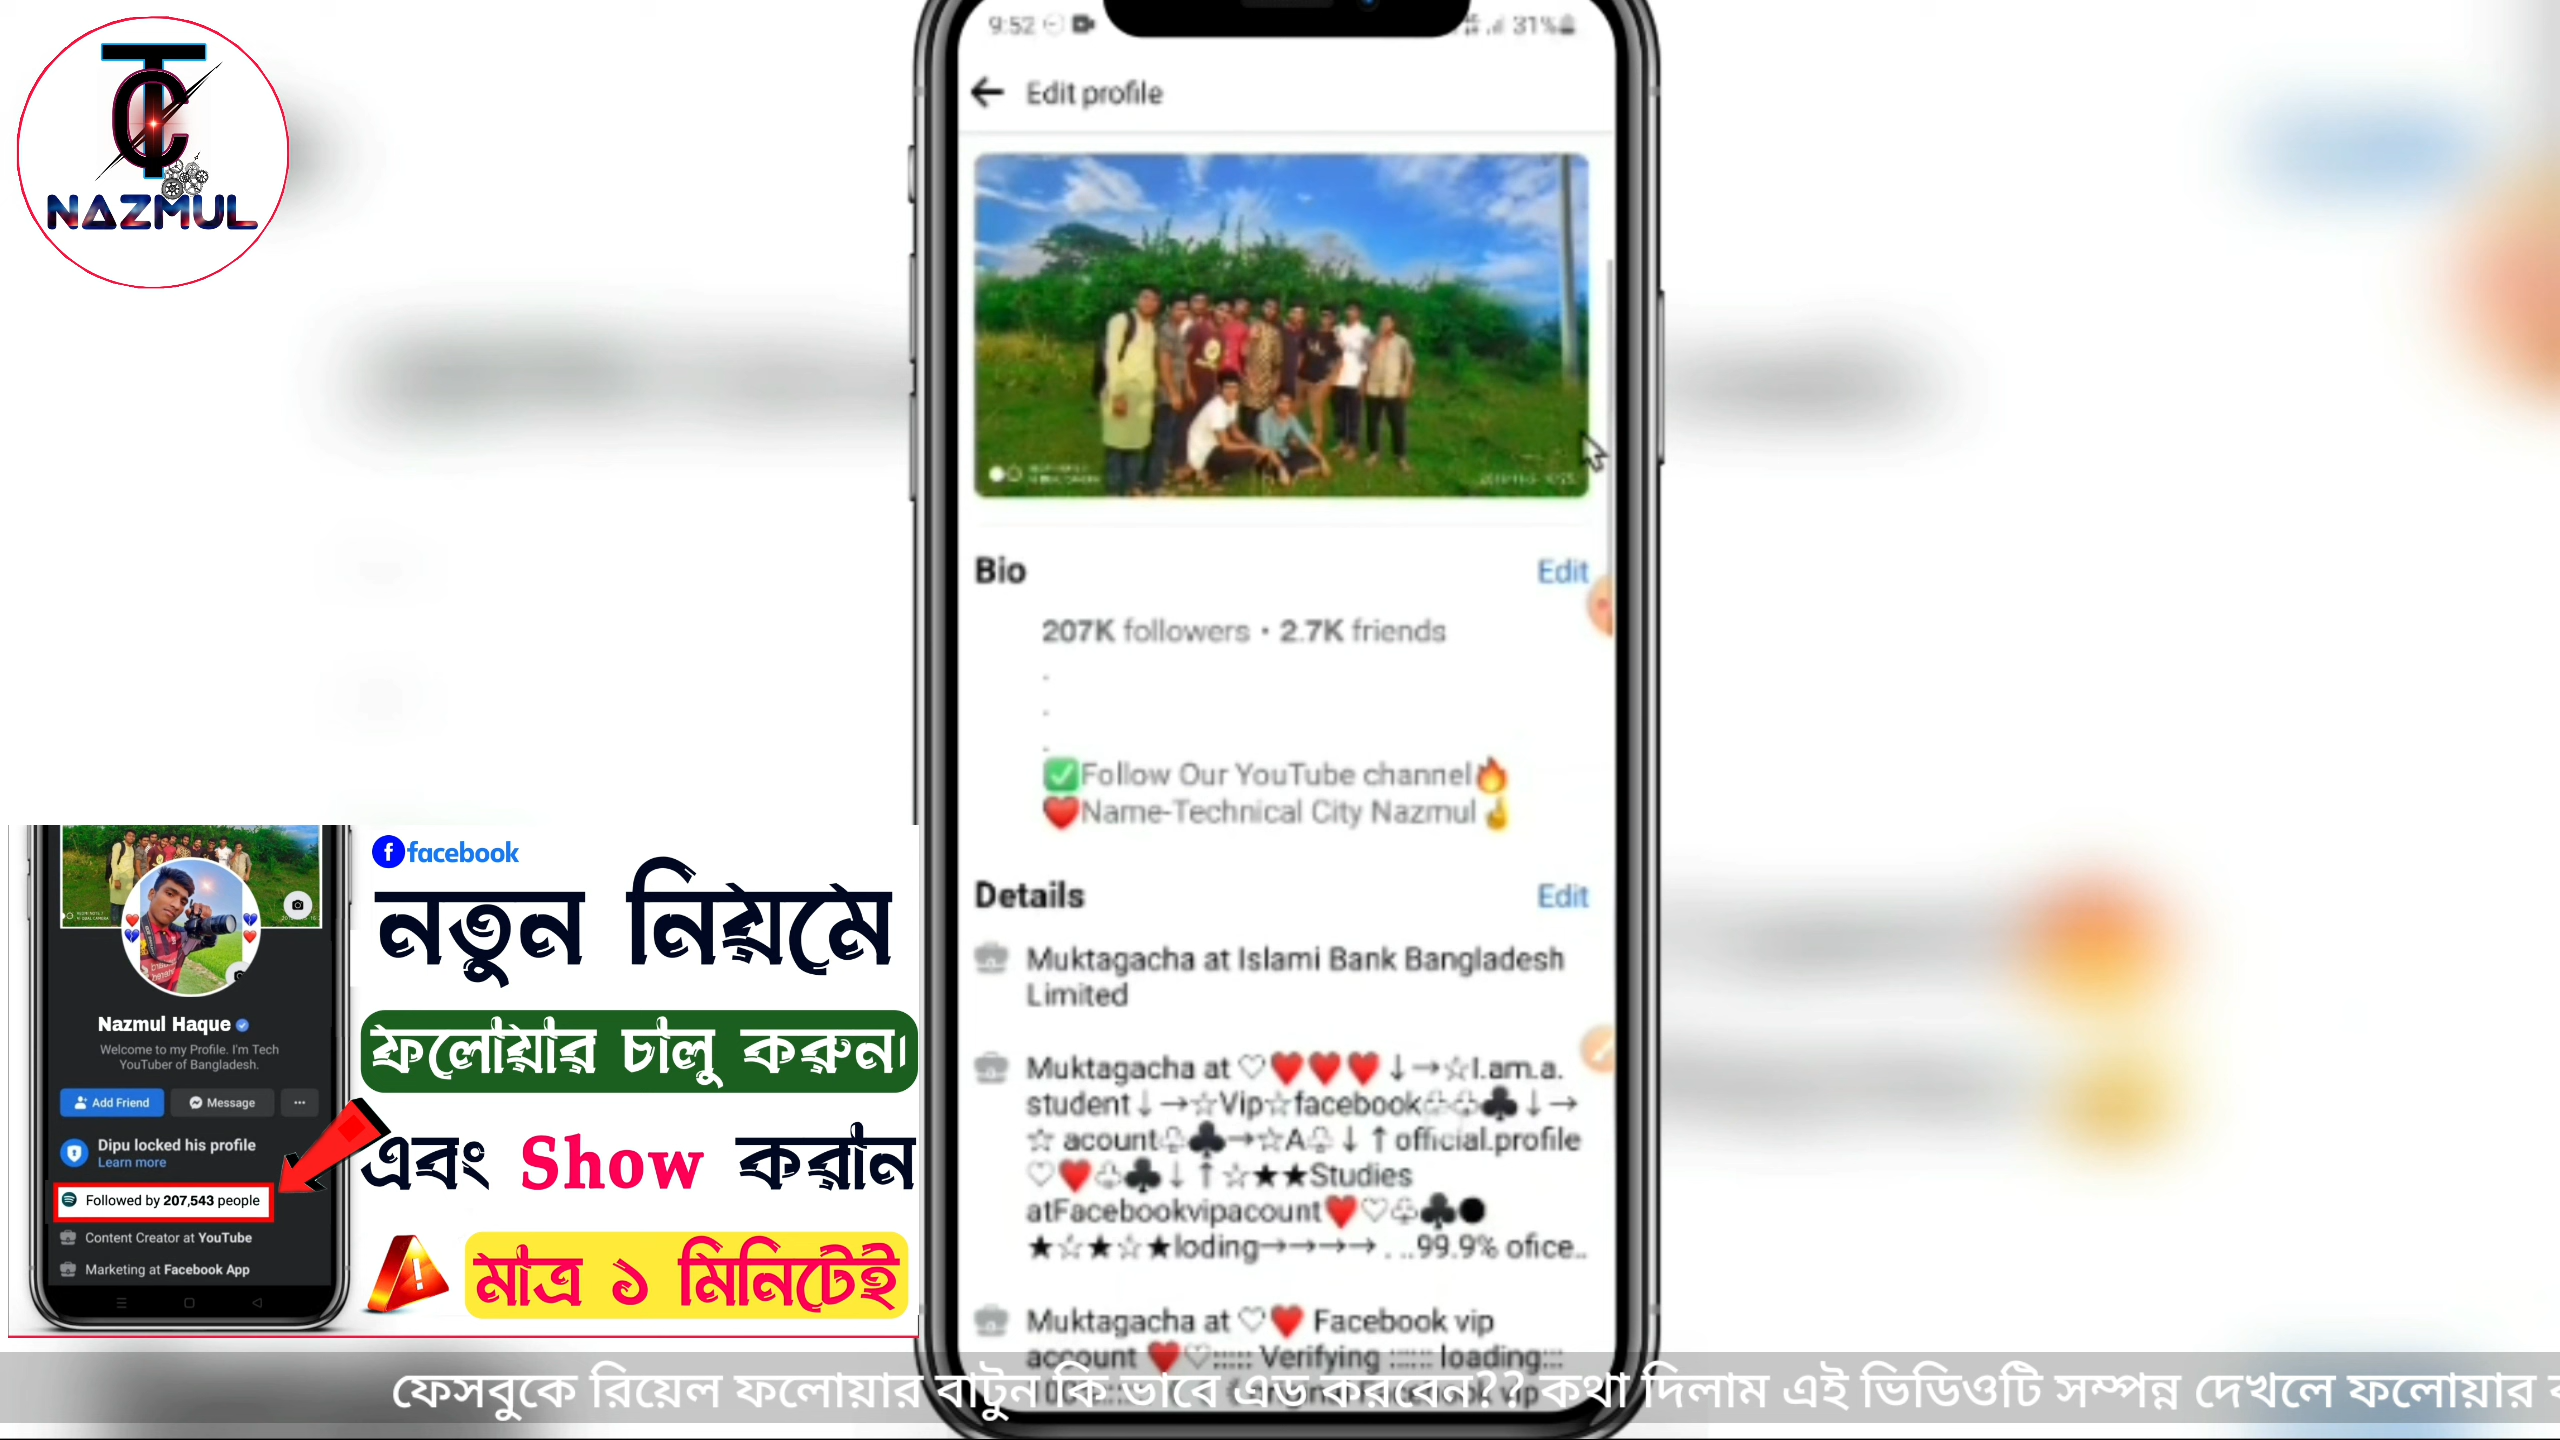 TC
NAZMUL
9:52
31%
Edit profile
Bio
Edit
207K followers • 2.7K friends
.
.
.
✅Follow Our YouTube channel🔥
❤️Name-Technical City Nazmul🤞
Details
Edit
Muktagacha at Islami Bank Bangladesh
Limited
Muktagacha at ♡❤️❤️❤️↓→☆I.am.a.
student↓→☆Vip☆facebook♧♧♣↓→
☆ acount♧♣→☆A♧↓↑official.profile
♡❤️♧♣↓↑☆★★Studies
atFacebookvipacount❤️♡♧♣●
★☆★☆★loding→→→→ . ..99.9% ofice..
Muktagacha at ♡❤️ Facebook vip
account ❤️♡:::::: Verifying :::::: loading:::
facebook
নতুন নিয়মে
ফলোয়ার চালু করুন।
এবং Show করান
মাত্র ১ মিনিটেই
Nazmul Haque
Welcome to my Profile. I'm Tech
YouTuber of Bangladesh.
Add Friend
Message
Dipu locked his profile
Learn more
Followed by 207,543 people
Content Creator at YouTube
Marketing at Facebook App
ফেসবুকে রিয়েল ফলোয়ার বাটুন কি ভাবে এড করবেন?? কথা দিলাম এই ভিডিওটি সম্পন্ন দেখলে ফলোয়ার